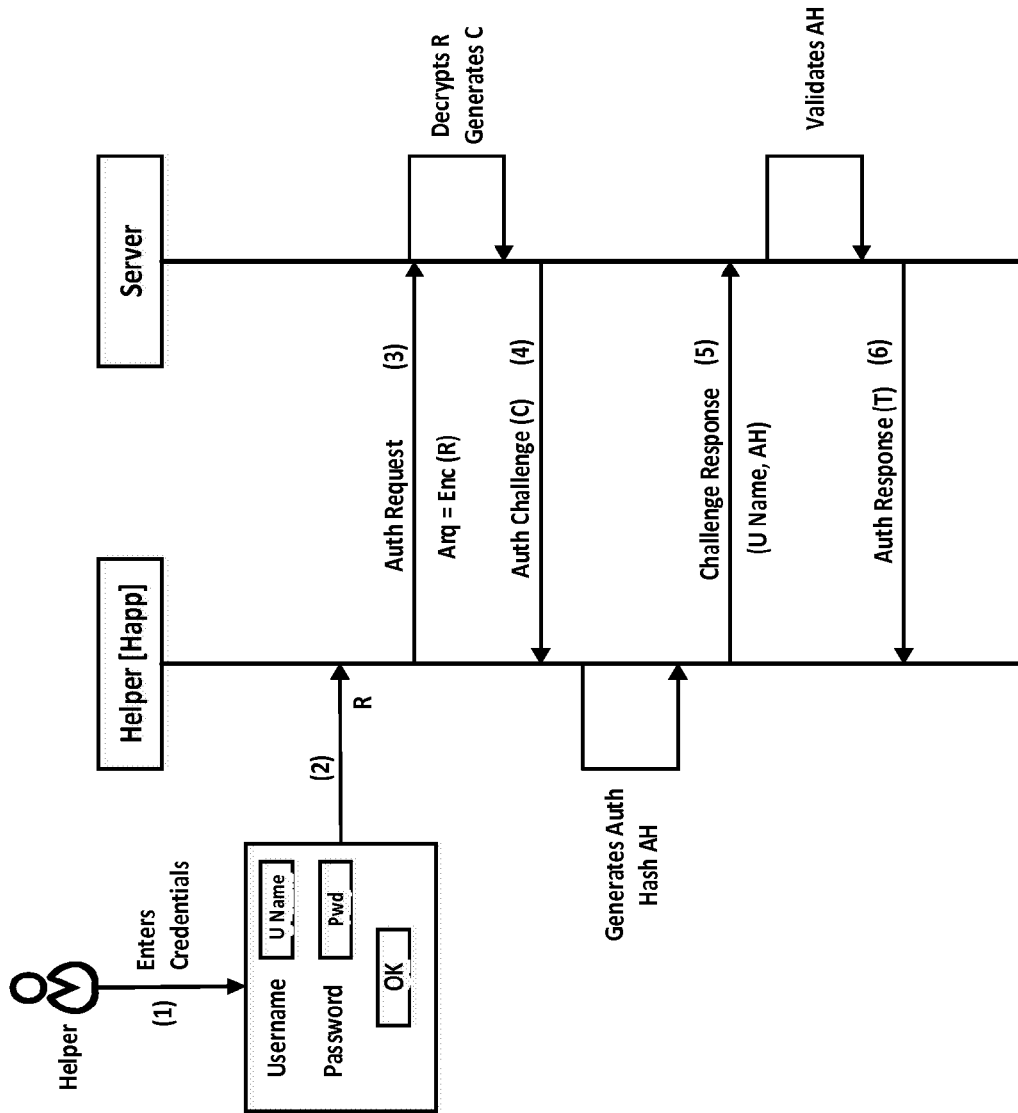 Helper
(1)
Enters
Credentials
Username
U Name
Password
Pwd
OK
(2)
R
Helper [Happ]
Server
Auth Request
(3)
Arq = Enc (R)
Decrypts R
Generates C
Auth Challenge (C)
(4)
Generates Auth
Hash AH
Challenge Response
(5)
(U Name, AH)
Validates AH
Auth Response (T)
(6)